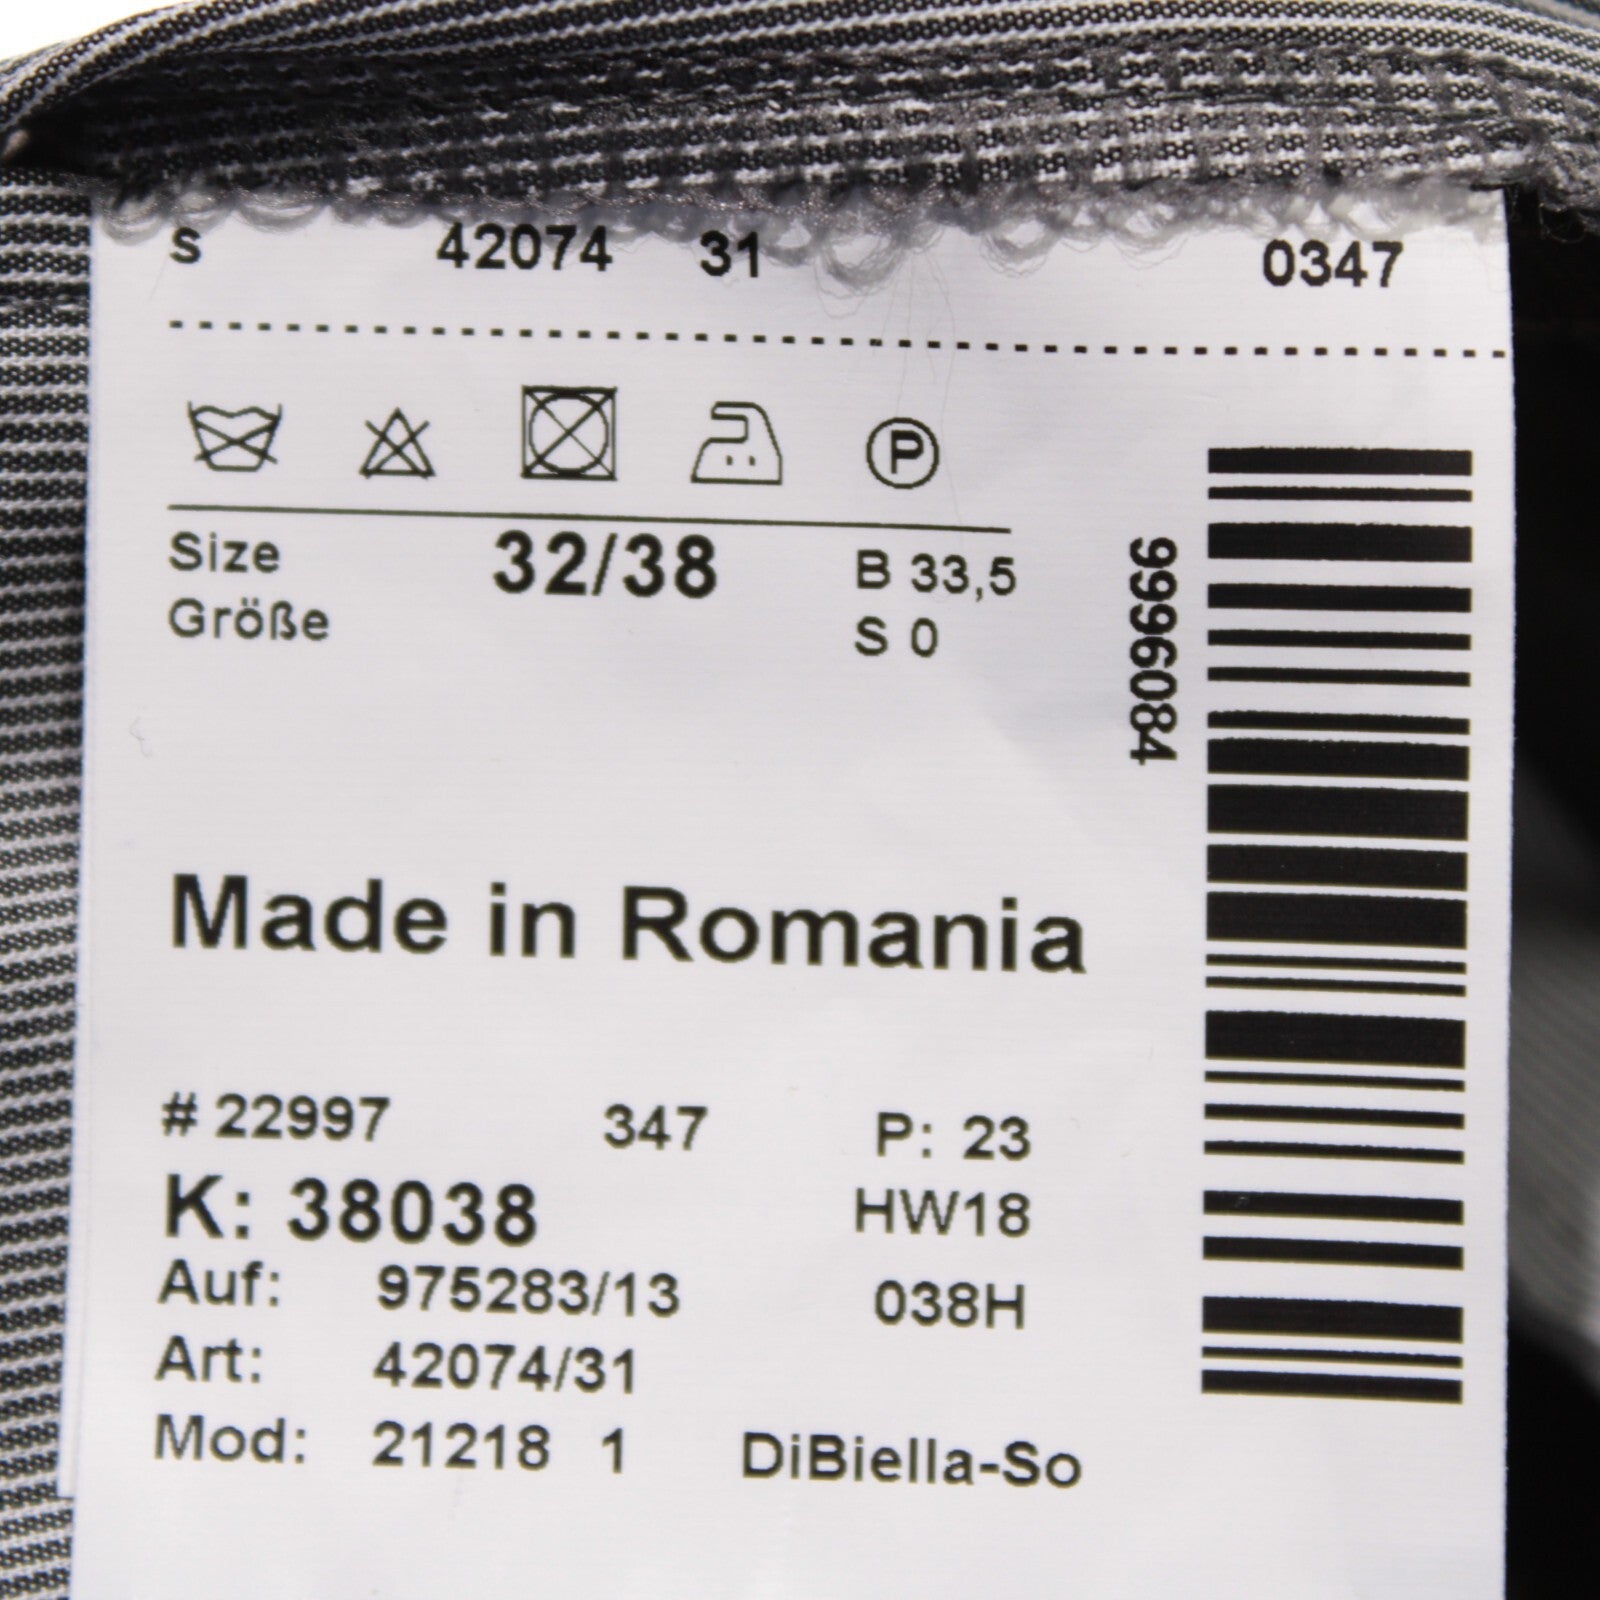 S 42074 31 0347
P
Size 32/38 B 33,5
Größe S 0
9996084
Made in Romania
# 22997 347 P: 23
K: 38038 HW18
Auf: 975283/13 038H
Art: 42074/31
Mod: 21218 1 DiBiella-So